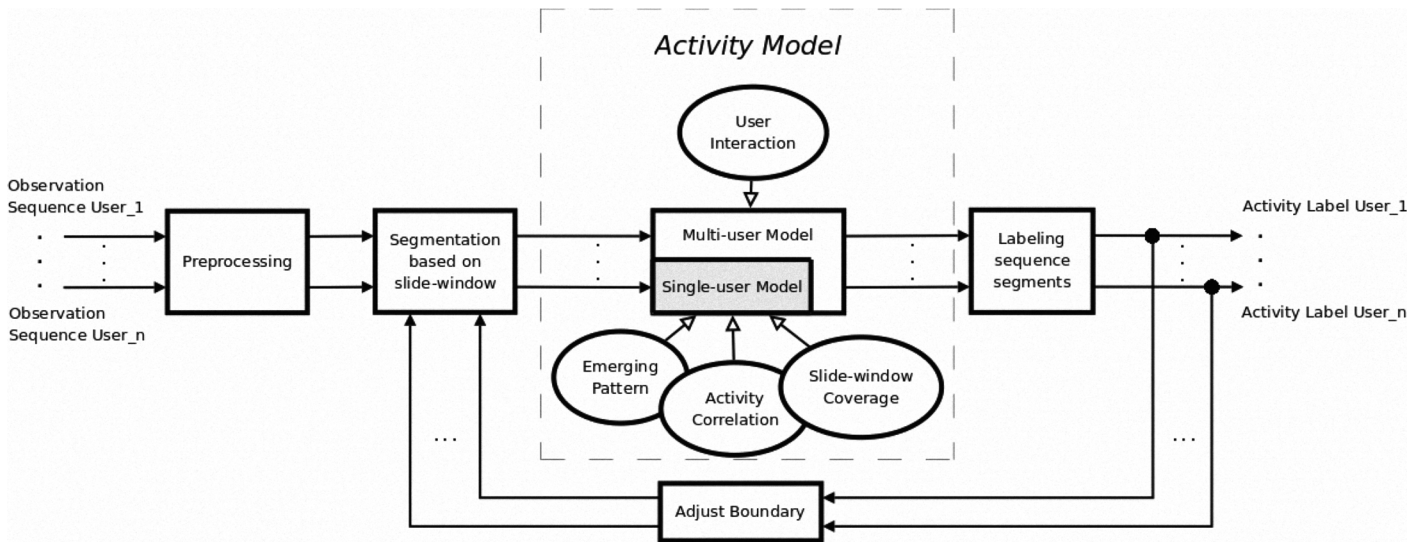 Activity Model
User
Interaction
Observation
Sequence User_1
Preprocessing
Segmentation
based on
slide-window
Multi-user Model
Single-user Model
Labeling
sequence
segments
Activity Label User_1
Observation
Sequence User_n
Activity Label User_n
Emerging
Pattern
Activity
Correlation
Slide-window
Coverage
Adjust Boundary